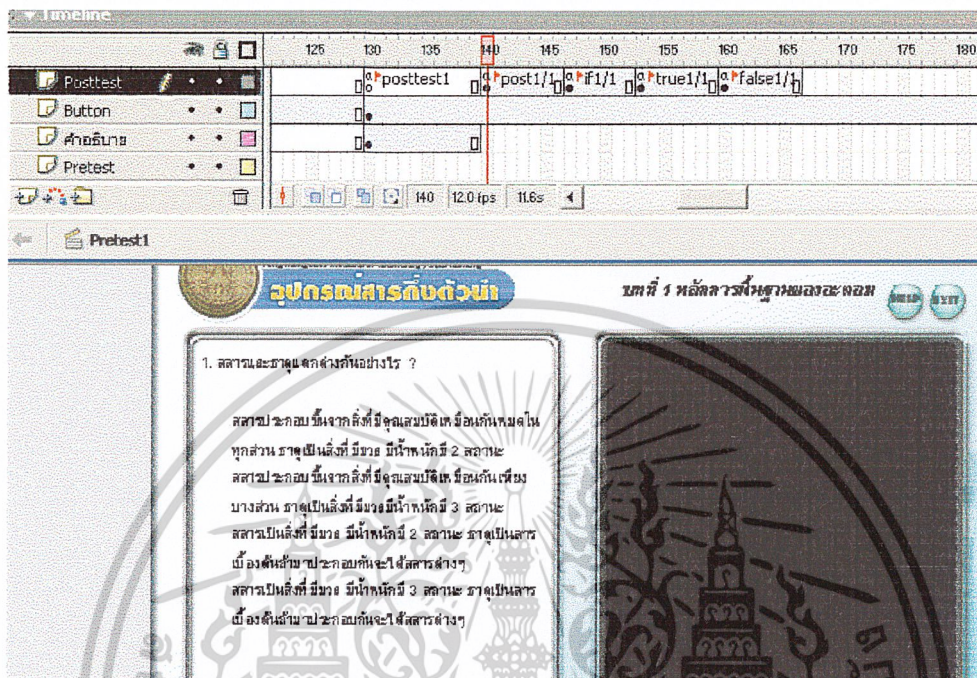 Timeline
125 130 135 140 145 150 155 160 165 170 175 180
Posttest posttest1 post1/1 if1/1 true1/1 false1/1
Button
คำอธิบาย
Pretest
140 12.0 fps 11.6s
Pretest1
อุปกรณ์สารกึ่งตัวนำ
บทที่ 1 หลักการพื้นฐานของอะตอม
HELP EXIT
1. สสารและธาตุแตกต่างกันอย่างไร ?
สสารประกอบขึ้นจากสิ่งที่มีคุณสมบัติเหมือนกันหมดใน
ทุกส่วน ธาตุเป็นสิ่งที่มีมวล มีน้ำหนักมี 2 สถานะ
สสารประกอบขึ้นจากสิ่งที่มีคุณสมบัติเหมือนกันเพียง
บางส่วน ธาตุเป็นสิ่งที่มีมวลมีน้ำหนักมี 3 สถานะ
สสารเป็นสิ่งที่มีมวล มีน้ำหนักมี 2 สถานะ ธาตุเป็นสาร
เบื้องต้นถ้ามาประกอบกันจะได้สสารต่างๆ
สสารเป็นสิ่งที่มีมวล มีน้ำหนักมี 3 สถานะ ธาตุเป็นสาร
เบื้องต้นถ้ามาประกอบกันจะได้สสารต่างๆ